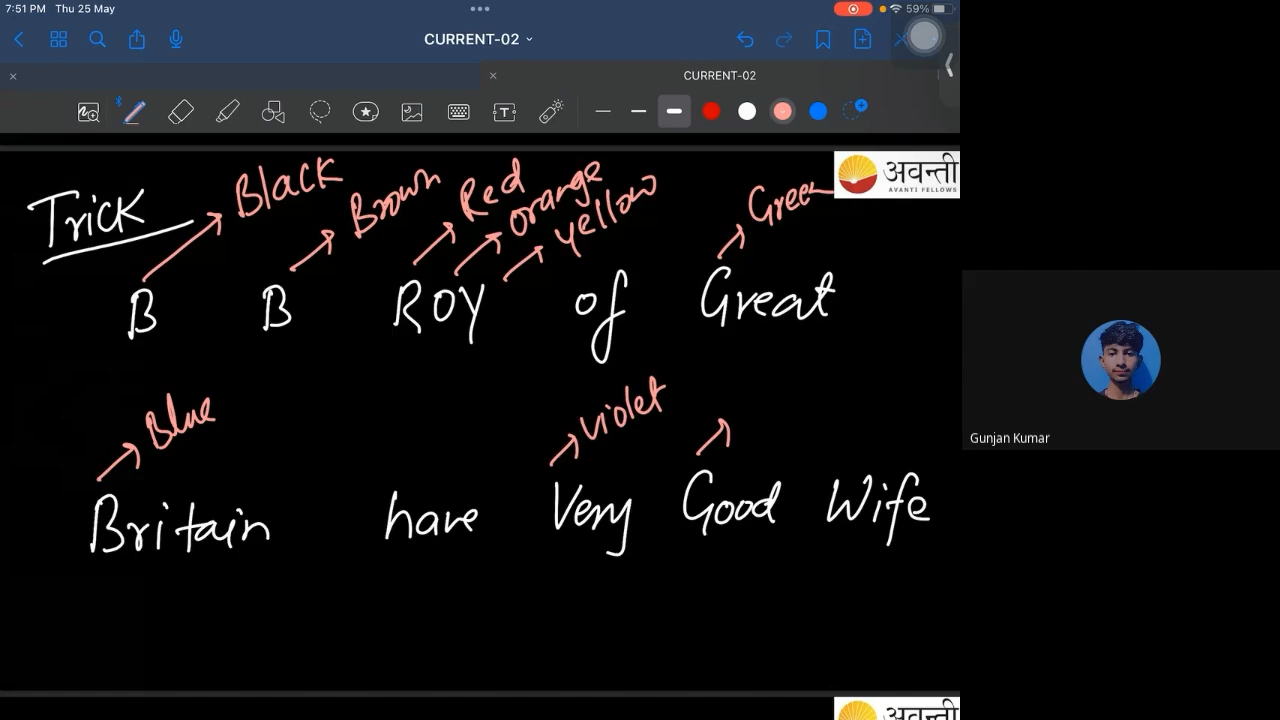 7:51 PM Thu 25 May
59%
CURRENT-02
CURRENT-02
अवन्ती
AVANTI FELLOWS
Trick
Black Brown Red orange yellow Green
B B ROY of Great
Blue violet
Britain have Very Good Wife
Gunjan Kumar
अवन्ती